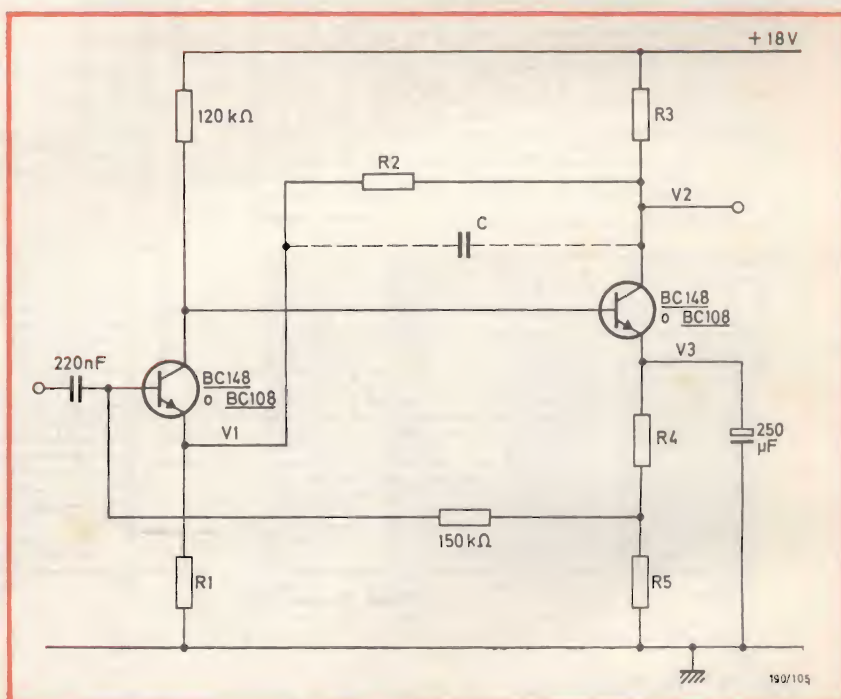 + 18V
120 kΩ
R3
R2
V2
C
BC148
o BC108
220nF
BC148
o BC108
V3
V1
R4
250
µF
150 kΩ
R1
R5
190/105